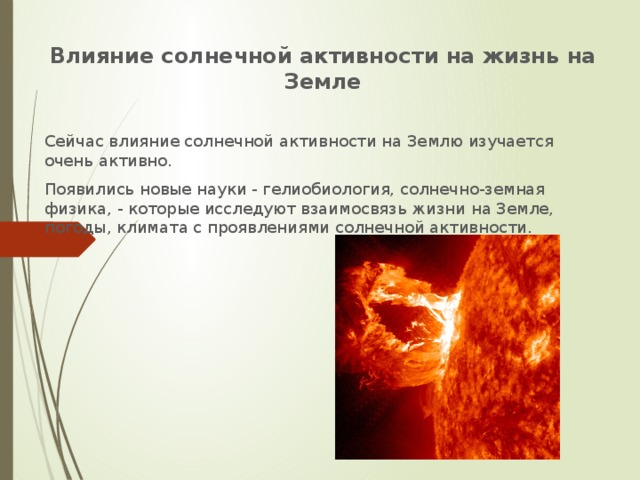 Влияние солнечной активности на жизнь на
Земле
Сейчас влияние солнечной активности на Землю изучается
очень активно.
Появились новые науки - гелиобиология, солнечно-земная
физика, - которые исследуют взаимосвязь жизни на Земле,
погоды, климата с проявлениями солнечной активности.